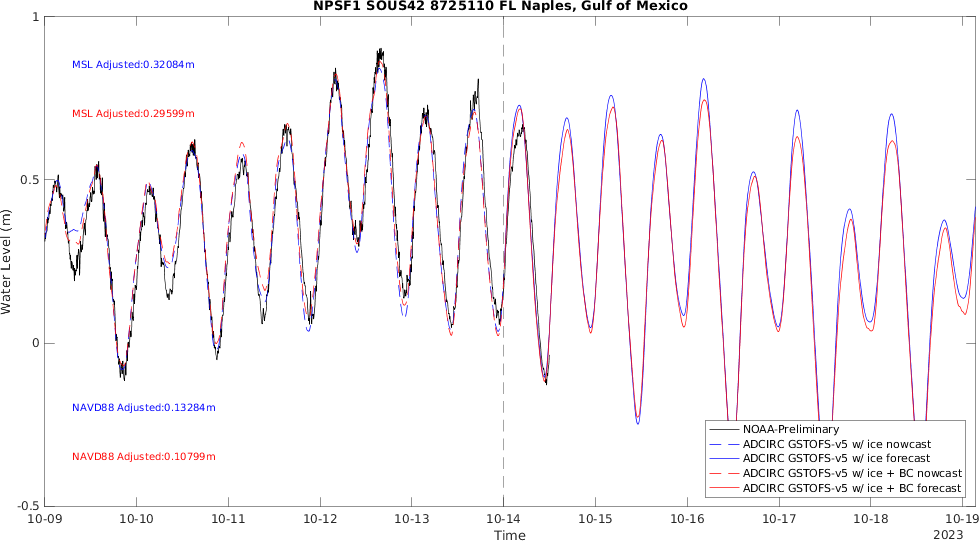 NPSF1 SOUS42 8725110 FL Naples, Gulf of Mexico
1
MSL Adjusted:0.32084m
MSL Adjusted:0.29599m
0.5
Water Level (m)
0
NAVD88 Adjusted:0.13284m
NAVD88 Adjusted:0.10799m
NOAA-Preliminary
ADCIRC GSTOFS-v5 w/ ice nowcast
ADCIRC GSTOFS-v5 w/ ice forecast
ADCIRC GSTOFS-v5 w/ ice + BC nowcast
ADCIRC GSTOFS-v5 w/ ice + BC forecast
-0.5
10-09 10-10 10-11 10-12 10-13 10-14 10-15 10-16 10-17 10-18 10-19
Time
2023